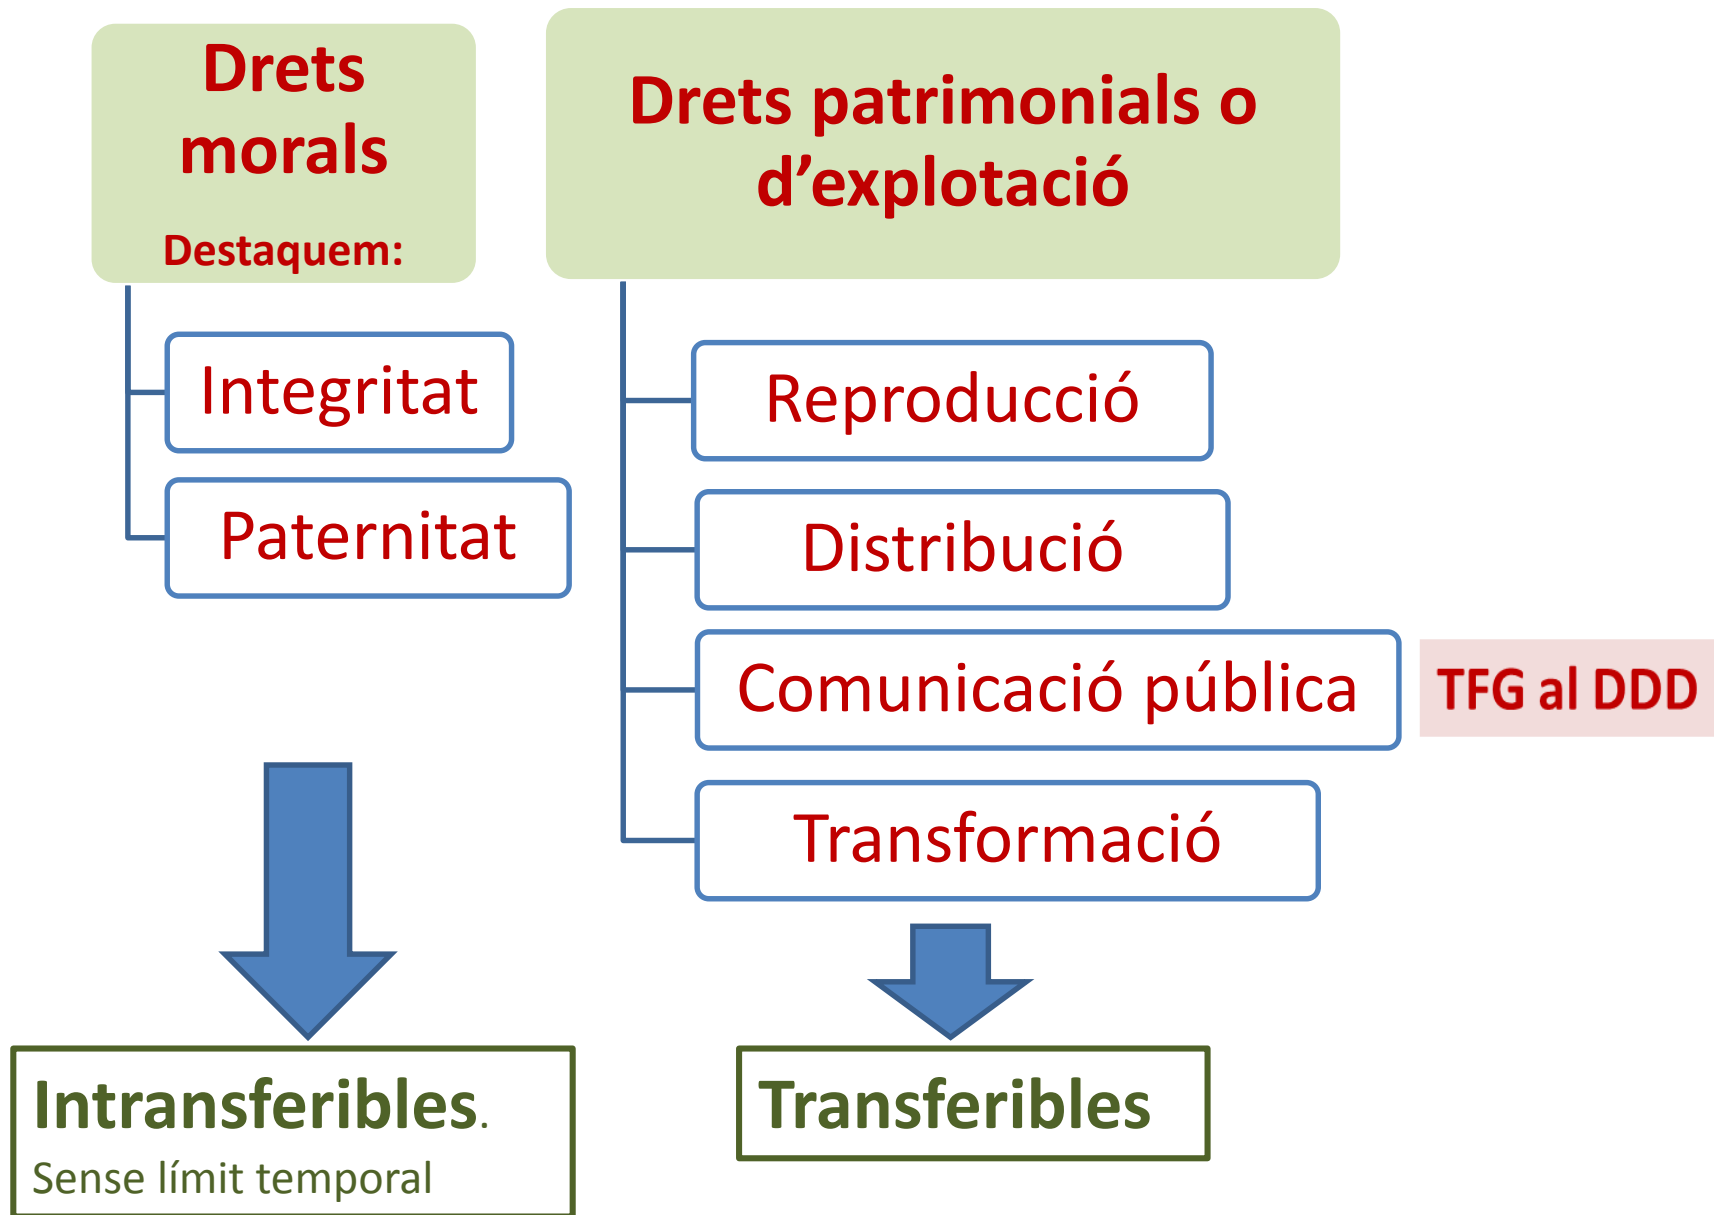 Drets
morals
Destaquem:
Integritat
Paternitat
Intransferibles.
Sense límit temporal
Drets patrimonials o
d’explotació
Reproducció
Distribució
Comunicació pública
TFG al DDD
Transformació
Transferibles